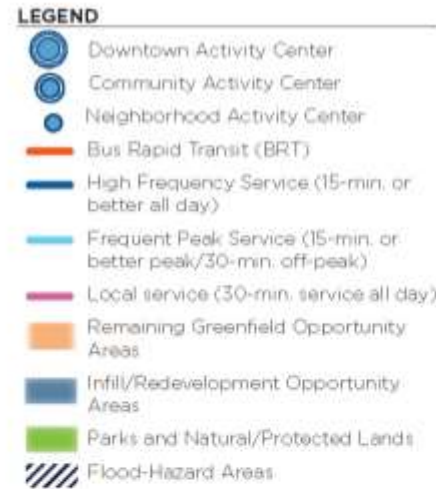 LEGEND
Downtown Activity Center
Community Activity Center
Neighborhood Activity Center
Bus Rapid Transit (BRT)
High Frequency Service (15-min. or
better all day)
Frequent Peak Service (15-min. or
better peak/30-min. off-peak)
Local service (30-min. service all day)
Remaining Greenfield Opportunity
Areas
Infill/Redevelopment Opportunity
Areas
Parks and Natural/Protected Lands
Flood-Hazard Areas